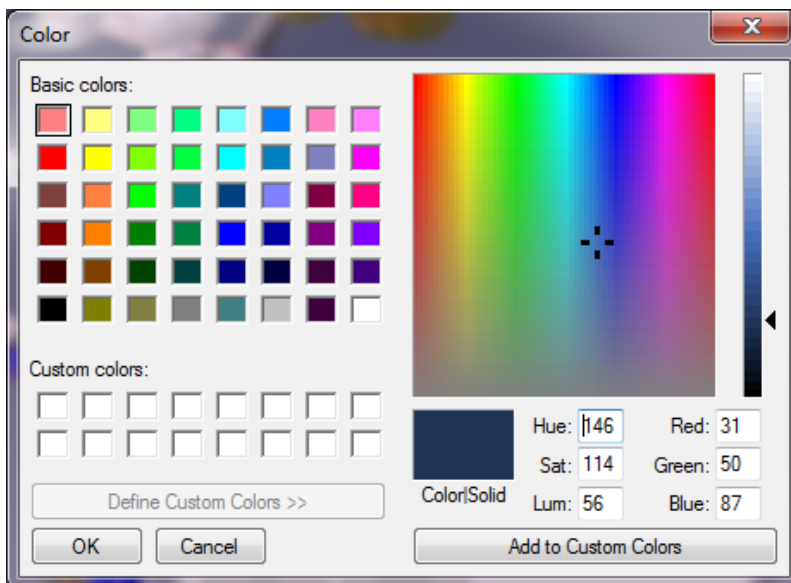 Color
Basic colors:
Custom colors:
Define Custom Colors >>
OK Cancel
Color|Solid
Hue: 146 Red: 31
Sat: 114 Green: 50
Lum: 56 Blue: 87
Add to Custom Colors